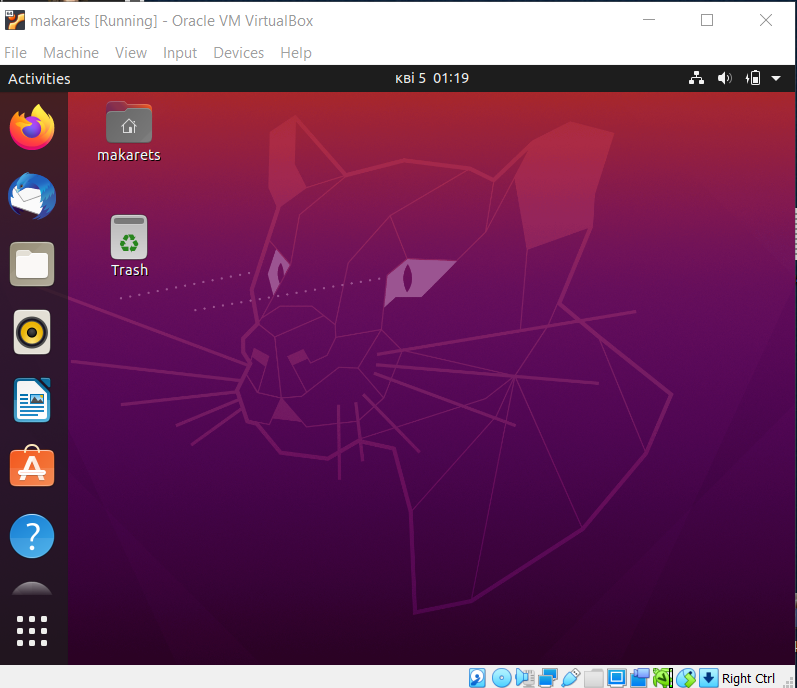 makarets [Running] - Oracle VM VirtualBox
File Machine View Input Devices Help
Activities
кві 5 01:19
makarets
Trash
Right Ctrl